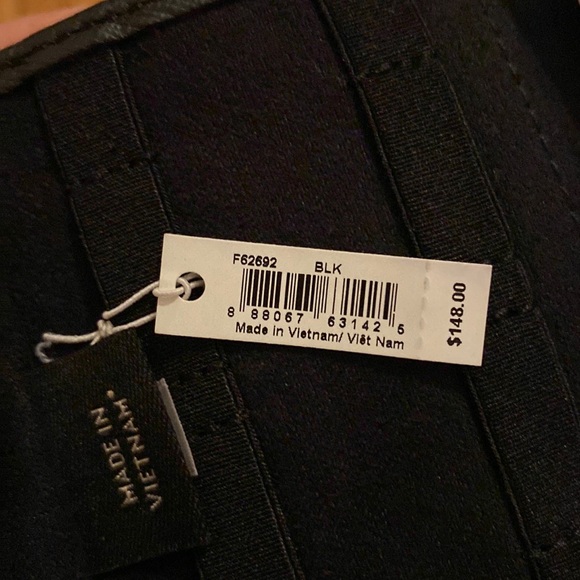 F62692 BLK
8 88067 63142 5
Made in Vietnam/ Việt Nam
$148.00
MADE IN
VIETNAM.